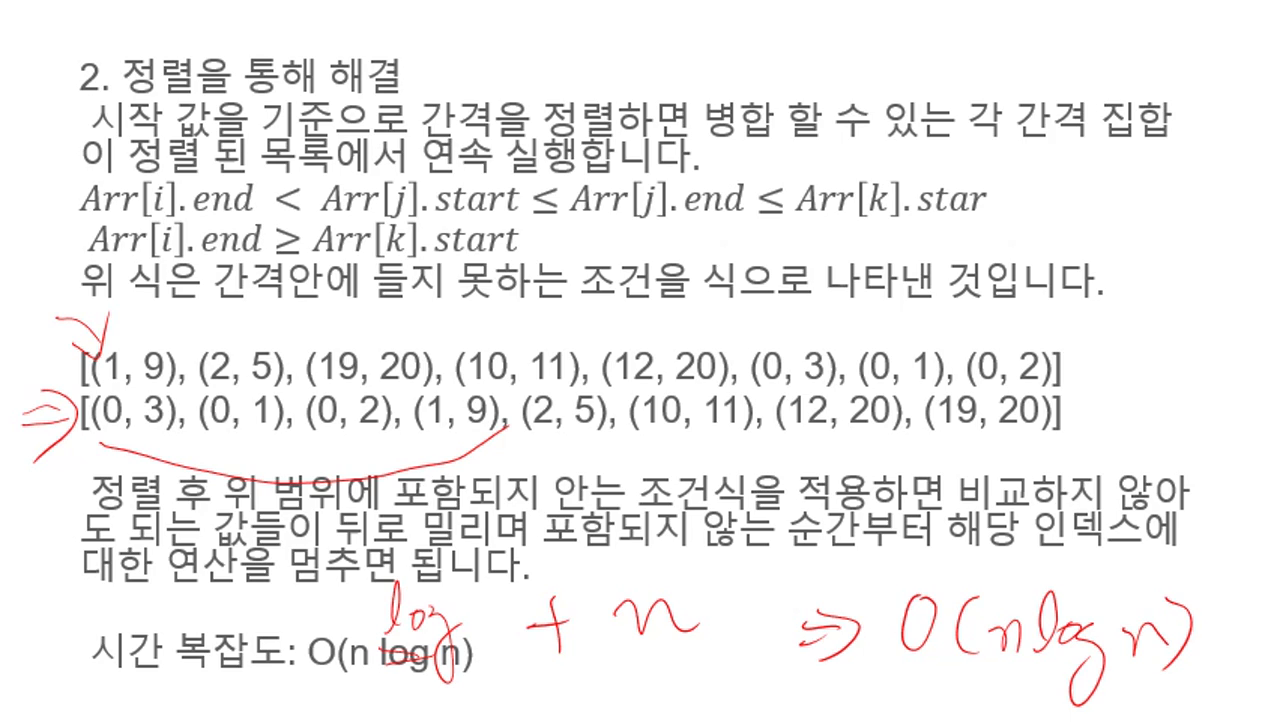 2. 정렬을 통해 해결
시작 값을 기준으로 간격을 정렬하면 병합 할 수 있는 각 간격 집합
이 정렬 된 목록에서 연속 실행합니다.
Arr[i].end < Arr[j].start ≤ Arr[j].end ≤ Arr[k].star
Arr[i].end ≥ Arr[k].start
위 식은 간격안에 들지 못하는 조건을 식으로 나타낸 것입니다.
[(1, 9), (2, 5), (19, 20), (10, 11), (12, 20), (0, 3), (0, 1), (0, 2)]
⇒ [(0, 3), (0, 1), (0, 2), (1, 9), (2, 5), (10, 11), (12, 20), (19, 20)]
정렬 후 위 범위에 포함되지 안는 조건식을 적용하면 비교하지 않아
도 되는 값들이 뒤로 밀리며 포함되지 않는 순간부터 해당 인덱스에
대한 연산을 멈추면 됩니다.
log + n ⇒ O(n log n)
시간 복잡도: O(n log n)